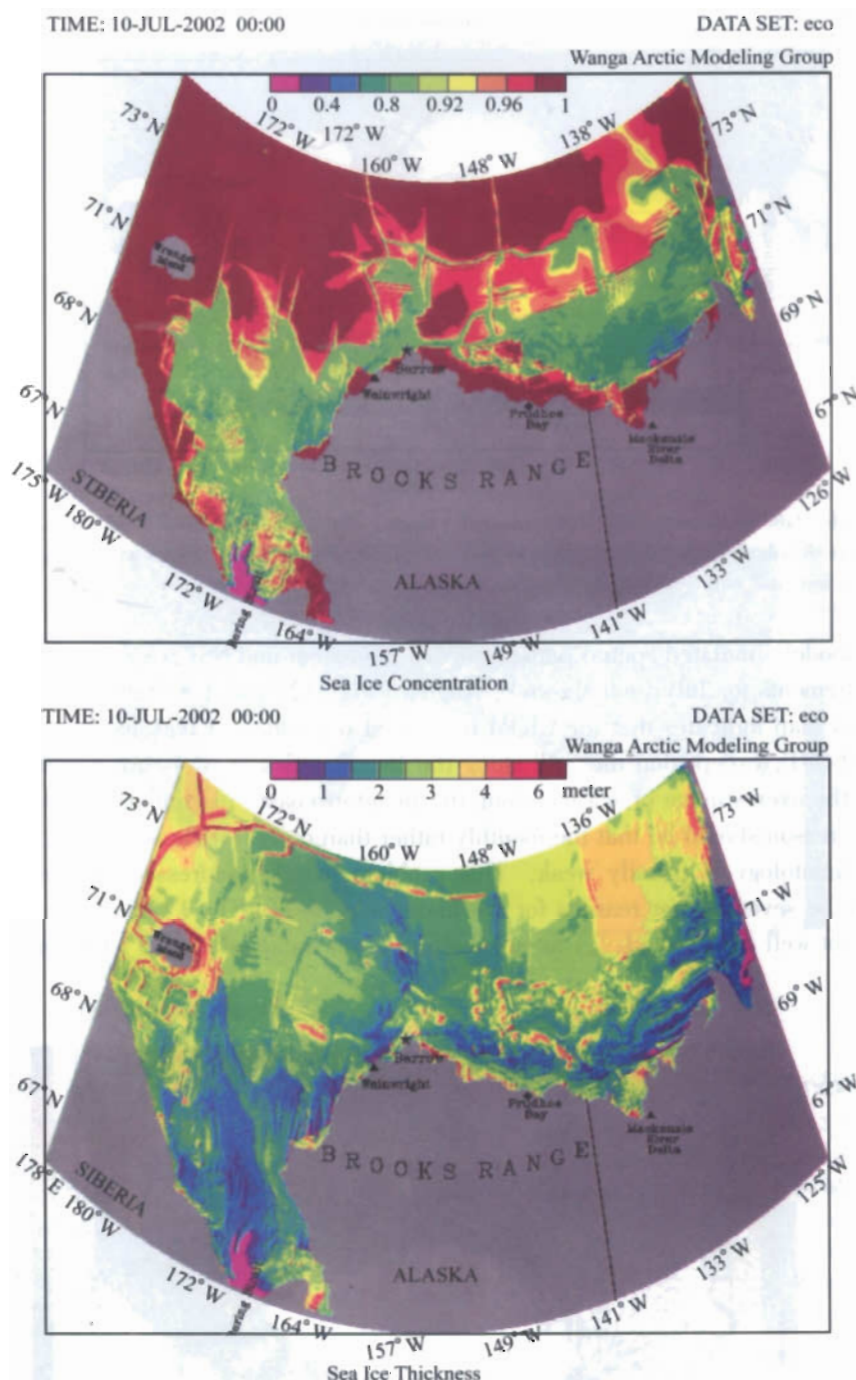 TIME: 10-JUL-2002 00:00
DATA SET: eco
Wanga Arctic Modeling Group
0 0.4 0.8 0.92 0.96 1
172° W
172° W
160° W
148° W
138° W
73° N
71° N
68° N
67° N
73° N
71° N
69° N
67° N
Wrangel
Island
Barrow
Wainwright
Prudhoe
Bay
Mackenzie
River
Delta
BROOKS RANGE
SIBERIA
ALASKA
175° W
180° W
172° W
164° W
157° W
149° W
141° W
133° W
126° W
Sea Ice Concentration
TIME: 10-JUL-2002 00:00
DATA SET: eco
Wanga Arctic Modeling Group
0 1 2 3 4 6 meter
172° N
160° W
148° W
136° W
73° N
71° N
68° N
67° N
73° W
71° W
69° W
67° W
Wrangel
Island
Barrow
Wainwright
Prudhoe
Bay
Mackenzie
River
Delta
BROOKS RANGE
SIBERIA
ALASKA
178° E
180° W
172° W
164° W
157° W
149° W
141° W
133° W
125° W
Sea Ice Thickness